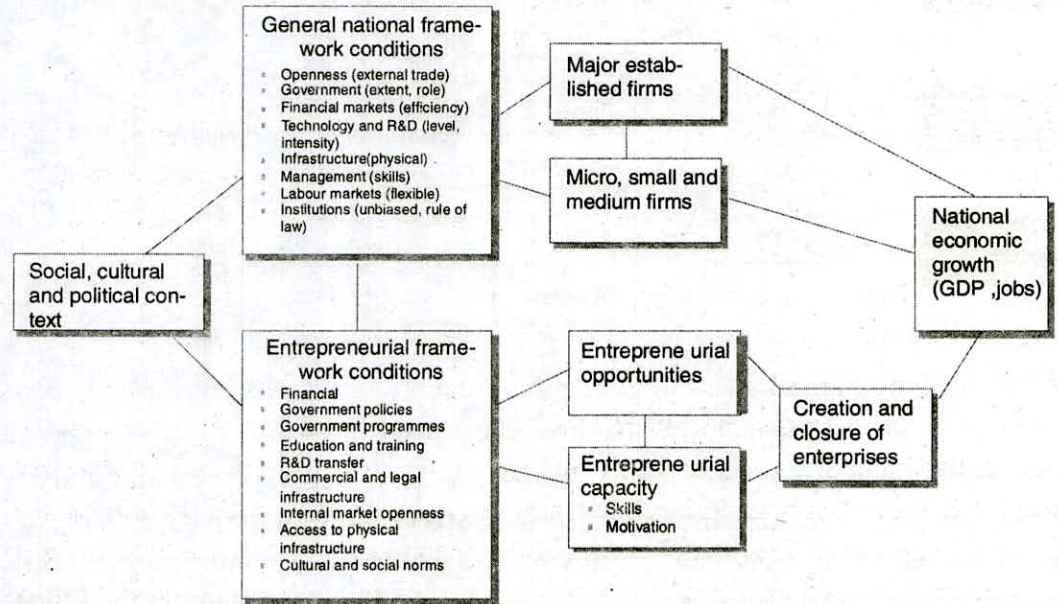 General national frame-
work conditions
Openness (external trade)
Government (extent, role)
Financial markets (efficiency)
Technology and R&D (level,
intensity)
Infrastructure(physical)
Management (skills)
Labour markets (flexible)
Institutions (unbiased, rule of
law)
Major estab-
lished firms
Micro, small and
medium firms
National
economic
growth
(GDP ,jobs)
Social, cultural
and political con-
text
Entrepreneurial frame-
work conditions
Financial
Government policies
Government programmes
Education and training
R&D transfer
Commercial and legal
infrastructure
Internal market openness
Access to physical
infrastructure
Cultural and social norms
Entreprene urial
opportunities
Entreprene urial
capacity
Skills
Motivation
Creation and
closure of
enterprises